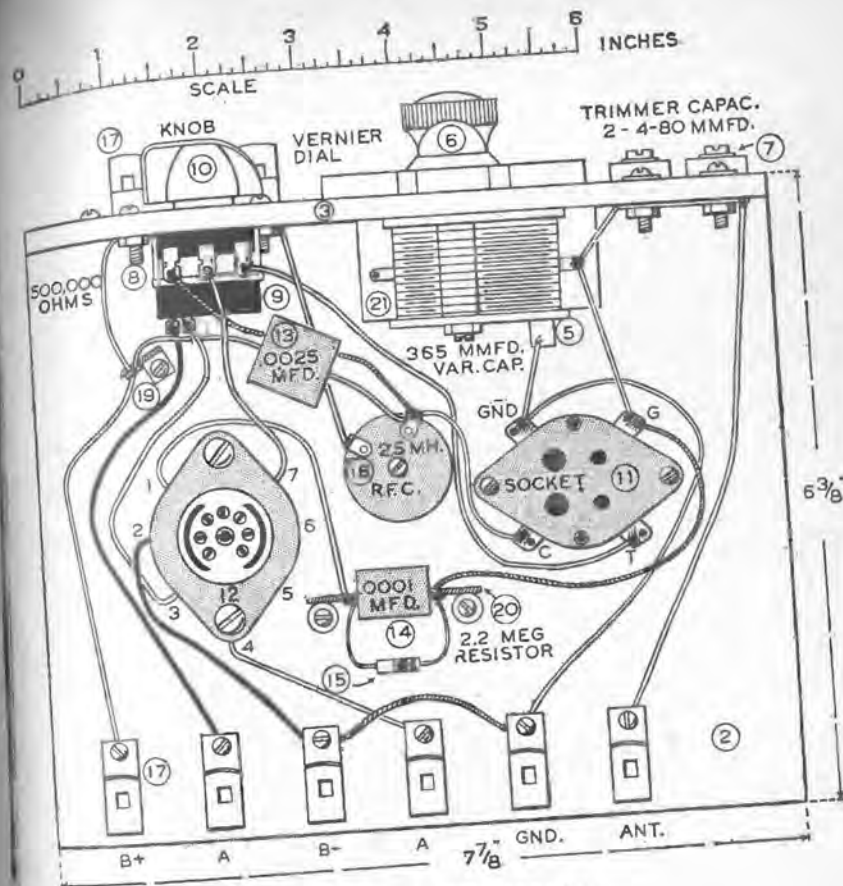 0 1 2 3 4 5 6 INCHES
SCALE
17 KNOB
10
VERNIER
DIAL
6
TRIMMER CAPAC.
2-4-80 MMFD.
7
3
8
500,000
OHMS
9
21
5
13
.0025
MFD.
365 MMFD.
VAR. CAP.
19
GND
G
18
2.5 MH.
R.F.C.
SOCKET 11
C
T
1
2
3
4
5
6
7
12
.0001
MFD.
14
20
2.2 MEG
RESISTOR
15
6 3/8"
17
2
B+ A B- A GND. ANT.
7 7/8"